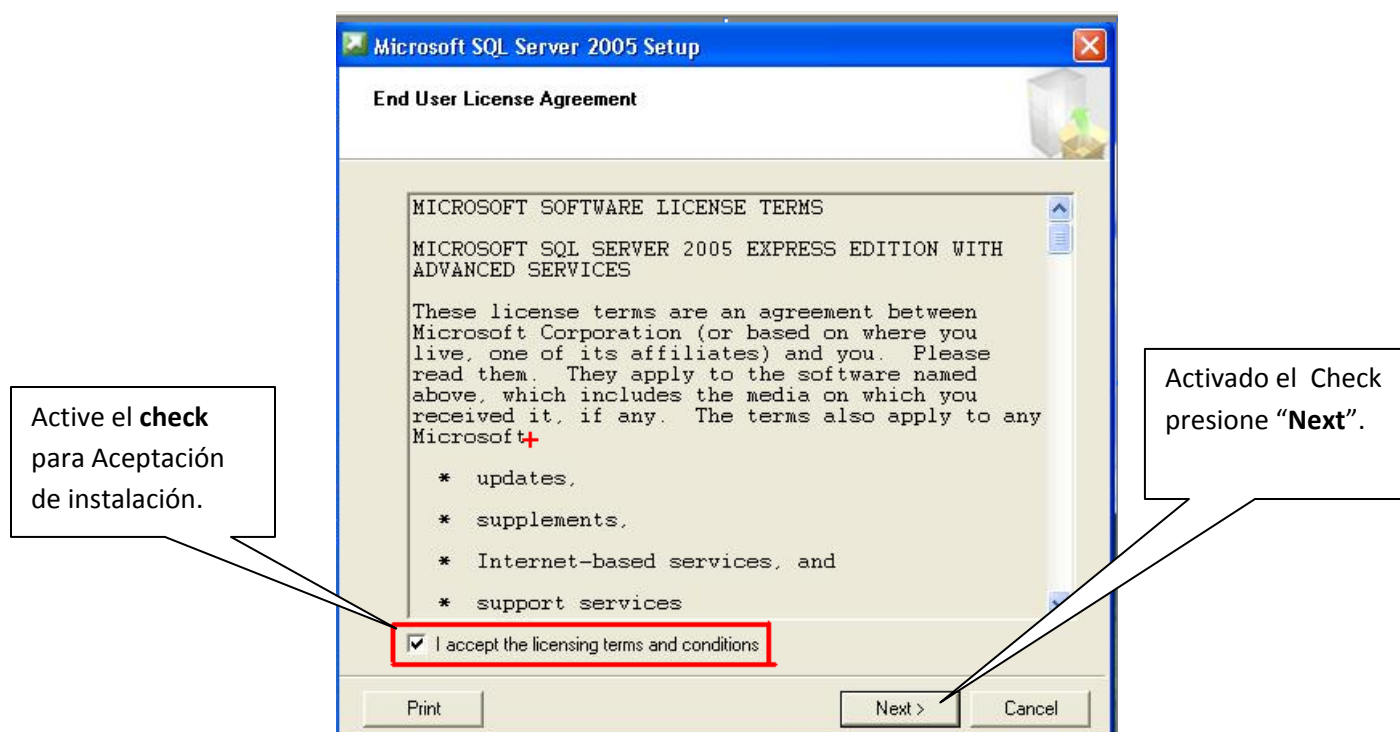 Microsoft SQL Server 2005 Setup
End User License Agreement
MICROSOFT SOFTWARE LICENSE TERMS
MICROSOFT SQL SERVER 2005 EXPRESS EDITION WITH
ADVANCED SERVICES
These license terms are an agreement between
Microsoft Corporation (or based on where you
live, one of its affiliates) and you.  Please
read them.  They apply to the software named
above, which includes the media on which you
received it, if any.  The terms also apply to any
Microsoft
* updates,
* supplements,
* Internet-based services, and
* support services
I accept the licensing terms and conditions
Print
Next >
Cancel
Active el check
para Aceptación
de instalación.
Activado el Check
presione “Next”.